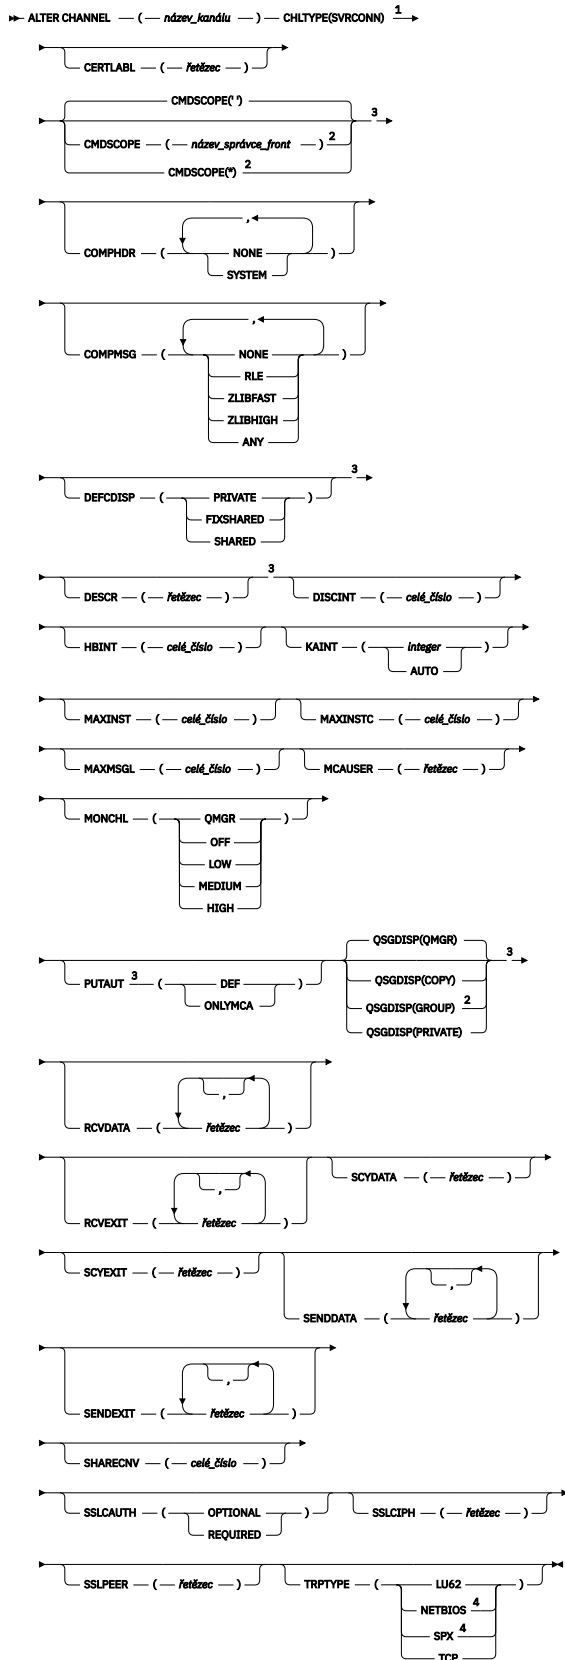 ALTER CHANNEL ( název_kanálu ) CHLTYPE(SVRCONN) 1
CERTLABL ( řetězec )
CMDSCOPE(' ')
CMDSCOPE ( název_správce_front ) 2 3
CMDSCOPE(*) 2
,
COMPHDR ( NONE )
SYSTEM
,
COMPMSG ( NONE )
RLE
ZLIBFAST
ZLIBHIGH
ANY
DEFCDISP ( PRIVATE ) 3
FIXSHARED
SHARED
DESCR ( řetězec ) 3 DISCINT ( celé_číslo )
HBINT ( celé_číslo ) KAINT ( integer )
AUTO
MAXINST ( celé_číslo ) MAXINSTC ( celé_číslo )
MAXMSGL ( celé_číslo ) MCAUSER ( řetězec )
MONCHL ( QMGR )
OFF
LOW
MEDIUM
HIGH
QSGDISP(QMGR) 3
PUTAUT 3 ( DEF ) QSGDISP(COPY)
ONLYMCA QSGDISP(GROUP) 2
QSGDISP(PRIVATE)
,
RCVDATA ( řetězec )
,
RCVEXIT ( řetězec ) SCYDATA ( řetězec )
SCYEXIT ( řetězec )
,
SENDDATA ( řetězec )
,
SENDEXIT ( řetězec )
SHARECNV ( celé_číslo )
SSLCAUTH ( OPTIONAL ) SSLCIPH ( řetězec )
REQUIRED
SSLPEER ( řetězec ) TRPTYPE ( LU62 )
NETBIOS 4
SPX 4
TCP